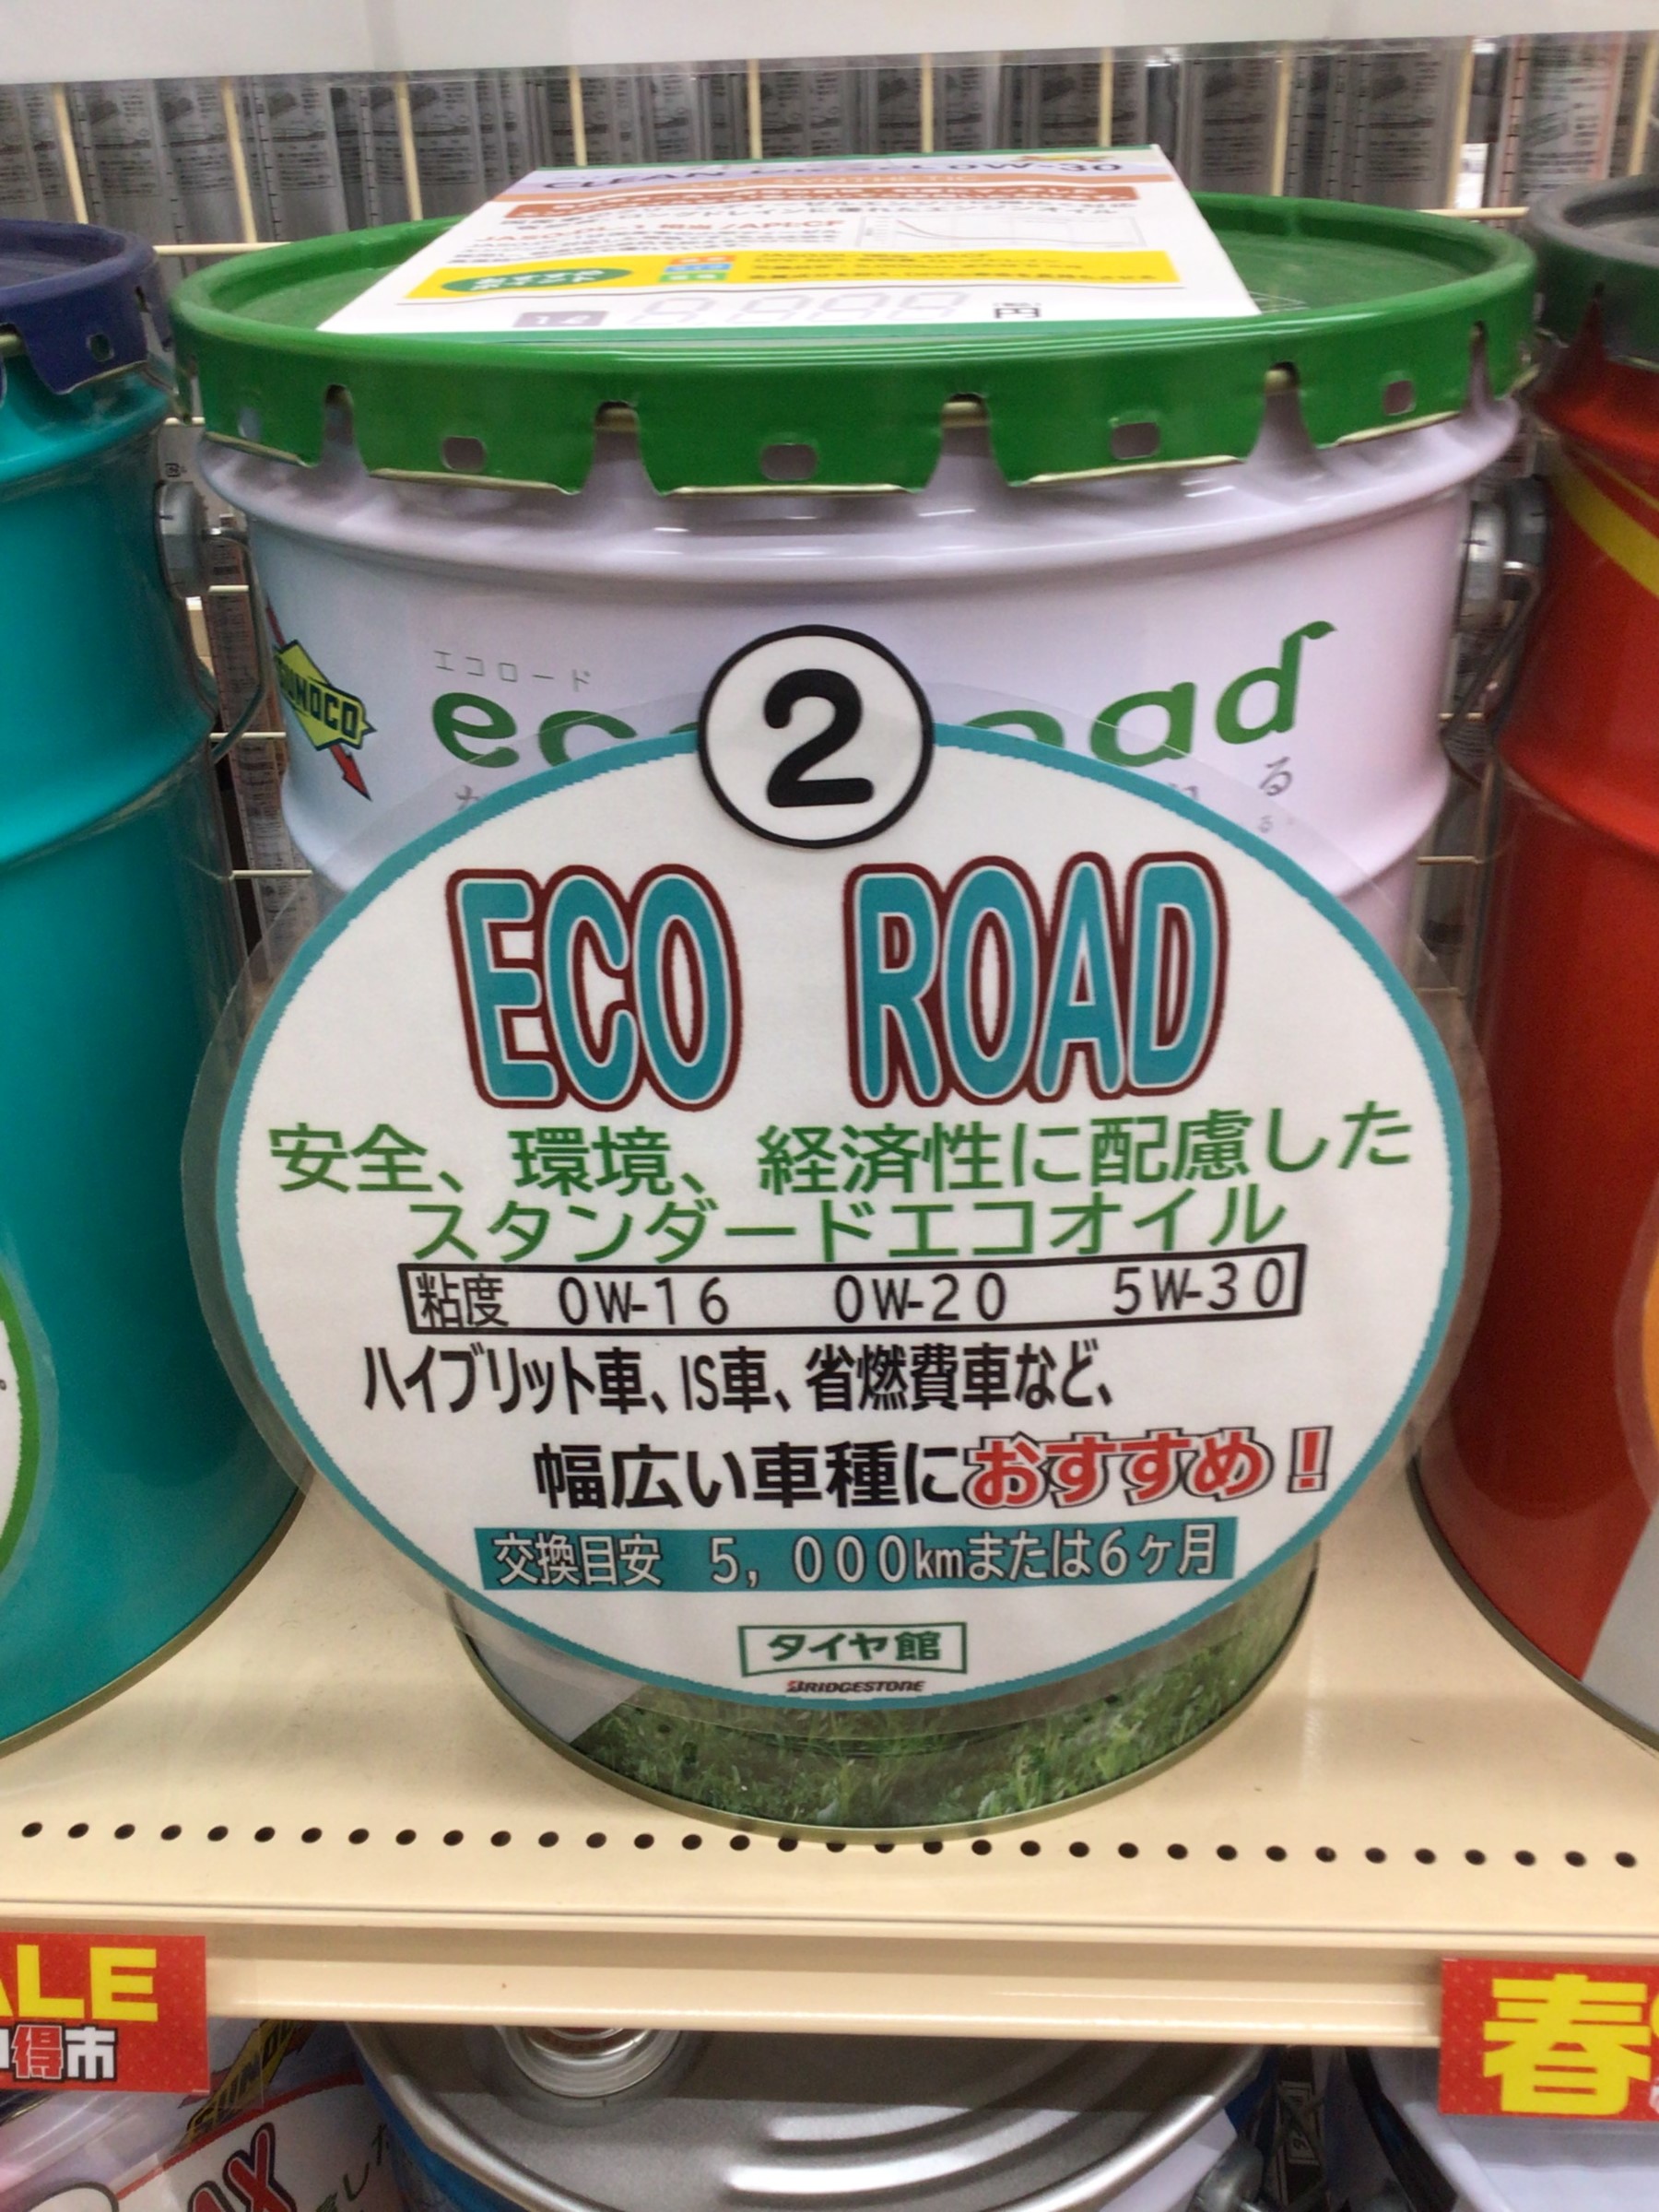 CLEAN
円
SUNOCO
エコロード
る
②
ECO ROAD
安全、環境、経済性に配慮した
スタンダードエコオイル
粘度 0W-16 0W-20 5W-30
ハイブリット車、IS車、省燃費車など、
幅広い車種におすすめ！
交換目安 5，000kmまたは6ヶ月
タイヤ館
BRIDGESTONE
得市
春